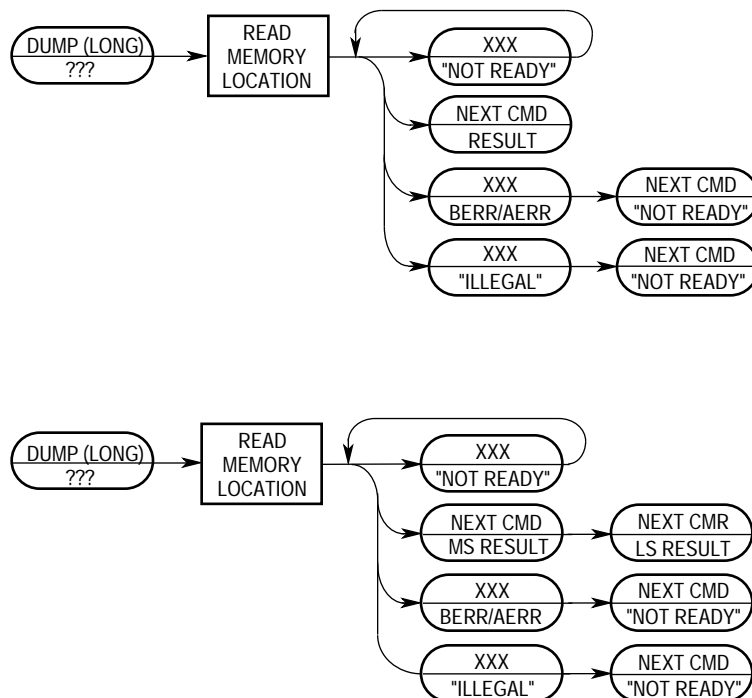 DUMP (LONG)
???
READ
MEMORY
LOCATION
XXX
"NOT READY"
NEXT CMD
RESULT
XXX
BERR/AERR
NEXT CMD
"NOT READY"
XXX
"ILLEGAL"
NEXT CMD
"NOT READY"
DUMP (LONG)
???
READ
MEMORY
LOCATION
XXX
"NOT READY"
NEXT CMD
MS RESULT
NEXT CMR
LS RESULT
XXX
BERR/AERR
NEXT CMD
"NOT READY"
XXX
"ILLEGAL"
NEXT CMD
"NOT READY"